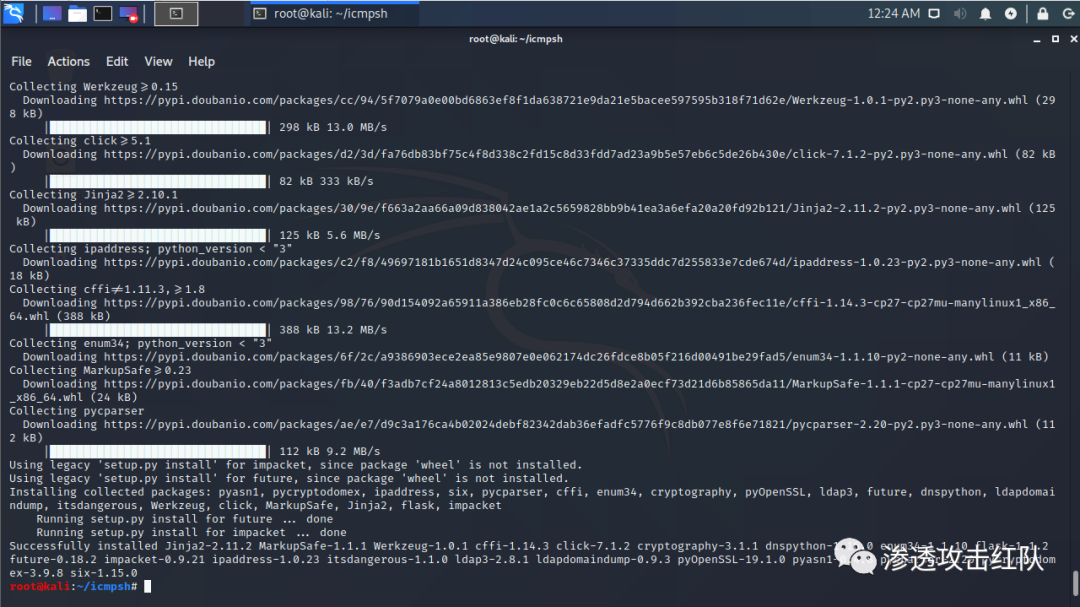 root@kali: ~/icmpsh
12:24 AM
root@kali: ~/icmpsh
File Actions Edit View Help
Collecting Werkzeug≥0.15
Downloading https://pypi.doubanio.com/packages/cc/94/5f7079a0e00bd6863ef8f1da638721e9da21e5bacee597595b318f71d62e/Werkzeug-1.0.1-py2.py3-none-any.whl (29
8 kB)
298 kB 13.0 MB/s
Collecting click≥5.1
Downloading https://pypi.doubanio.com/packages/d2/3d/fa76db83bf75c4f8d338c2fd15c8d33fdd7ad23a9b5e57eb6c5de26b430e/click-7.1.2-py2.py3-none-any.whl (82 kB
)
82 kB 333 kB/s
Collecting Jinja2≥2.10.1
Downloading https://pypi.doubanio.com/packages/30/9e/f663a2aa66a09d838042ae1a2c5659828bb9b41ea3a6efa20a20fd92b121/Jinja2-2.11.2-py2.py3-none-any.whl (125
kB)
125 kB 5.6 MB/s
Collecting ipaddress; python_version < "3"
Downloading https://pypi.doubanio.com/packages/c2/f8/49697181b1651d8347d24c095ce46c7346c37335ddc7d255833e7cde674d/ipaddress-1.0.23-py2.py3-none-any.whl (
18 kB)
Collecting cffi≠1.11.3,≥1.8
Downloading https://pypi.doubanio.com/packages/98/76/90d154092a65911a386eb28fc0c6c65808d2d794d662b392cba236fec11e/cffi-1.14.3-cp27-cp27mu-manylinux1_x86_
64.whl (388 kB)
388 kB 13.2 MB/s
Collecting enum34; python_version < "3"
Downloading https://pypi.doubanio.com/packages/6f/2c/a9386903ece2ea85e9807e0e062174dc26fdce8b05f216d00491be29fad5/enum34-1.1.10-py2-none-any.whl (11 kB)
Collecting MarkupSafe≥0.23
Downloading https://pypi.doubanio.com/packages/fb/40/f3adb7cf24a8012813c5edb20329eb22d5d8e2a0ecf73d21d6b85865da11/MarkupSafe-1.1.1-cp27-cp27mu-manylinux1
_x86_64.whl (24 kB)
Collecting pycparser
Downloading https://pypi.doubanio.com/packages/ae/e7/d9c3a176ca4b02024debf82342dab36efadfc5776f9c8db077e8f6e71821/pycparser-2.20-py2.py3-none-any.whl (11
2 kB)
112 kB 9.2 MB/s
Using legacy 'setup.py install' for impacket, since package 'wheel' is not installed.
Using legacy 'setup.py install' for future, since package 'wheel' is not installed.
Installing collected packages: pyasn1, pycryptodomex, ipaddress, six, pycparser, cffi, enum34, cryptography, pyOpenSSL, ldap3, future, dnspython, ldapdomai
ndump, itsdangerous, Werkzeug, click, MarkupSafe, Jinja2, flask, impacket
Running setup.py install for future ... done
Running setup.py install for impacket ... done
Successfully installed Jinja2-2.11.2 MarkupSafe-1.1.1 Werkzeug-1.0.1 cffi-1.14.3 click-7.1.2 cryptography-3.1.1
future-0.18.2 impacket-0.9.21 ipaddress-1.0.23 itsdangerous-1.1.0 ldap3-2.8.1 ldapdomaindump-0.9.3 pyOpenSSL-19.1.0
ex-3.9.8 six-1.15.0
渗透攻击红队
root@kali:~/icmpsh#